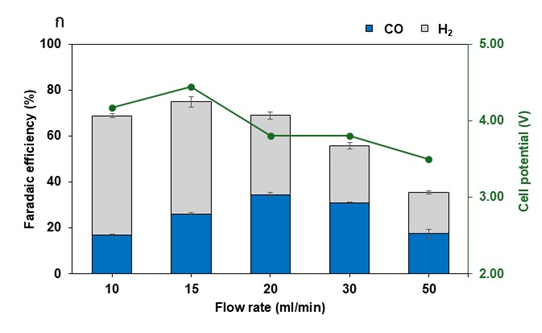 ก
CO H₂
100 5.00
80
4.00
60
40
3.00
20
0 2.00
Faradaic efficiency (%)
Cell potential (V)
10 15 20 30 50
Flow rate (ml/min)